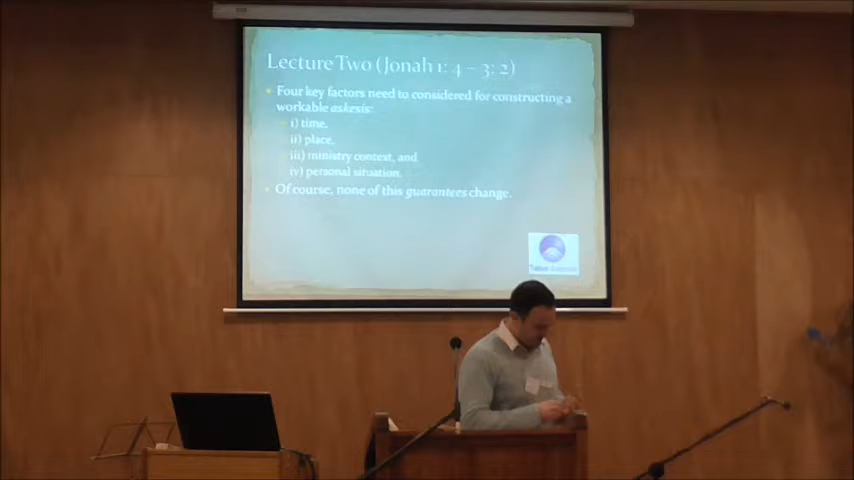 Lecture Two (Jonah 1: 4 – 3: 2)
Four key factors need to considered for constructing a
workable askesis:
i) time,
ii) place,
iii) ministry context, and
iv) personal situation.
Of course, none of this guarantees change.